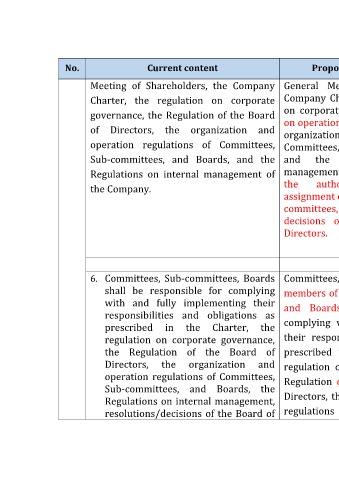 No.
Current content
Propo
Meeting of Shareholders, the Company
Charter, the regulation on corporate
governance, the Regulation of the Board
of Directors, the organization and
operation regulations of Committees,
Sub-committees, and Boards, and the
Regulations on internal management of
the Company.
General Me
Company Ch
on corporat
on operation
organization
Committees,
and the
management
the autho
assignment o
committees,
decisions o
Directors.
6. Committees, Sub-committees, Boards
shall be responsible for complying
with and fully implementing their
responsibilities and obligations as
prescribed in the Charter, the
regulation on corporate governance,
the Regulation of the Board of
Directors, the organization and
operation regulations of Committees,
Sub-committees, and Boards, the
Regulations on internal management,
resolutions/decisions of the Board of
Committees,
members of
and Boards
complying w
their respon
prescribed
regulation o
Regulation o
Directors, th
regulations